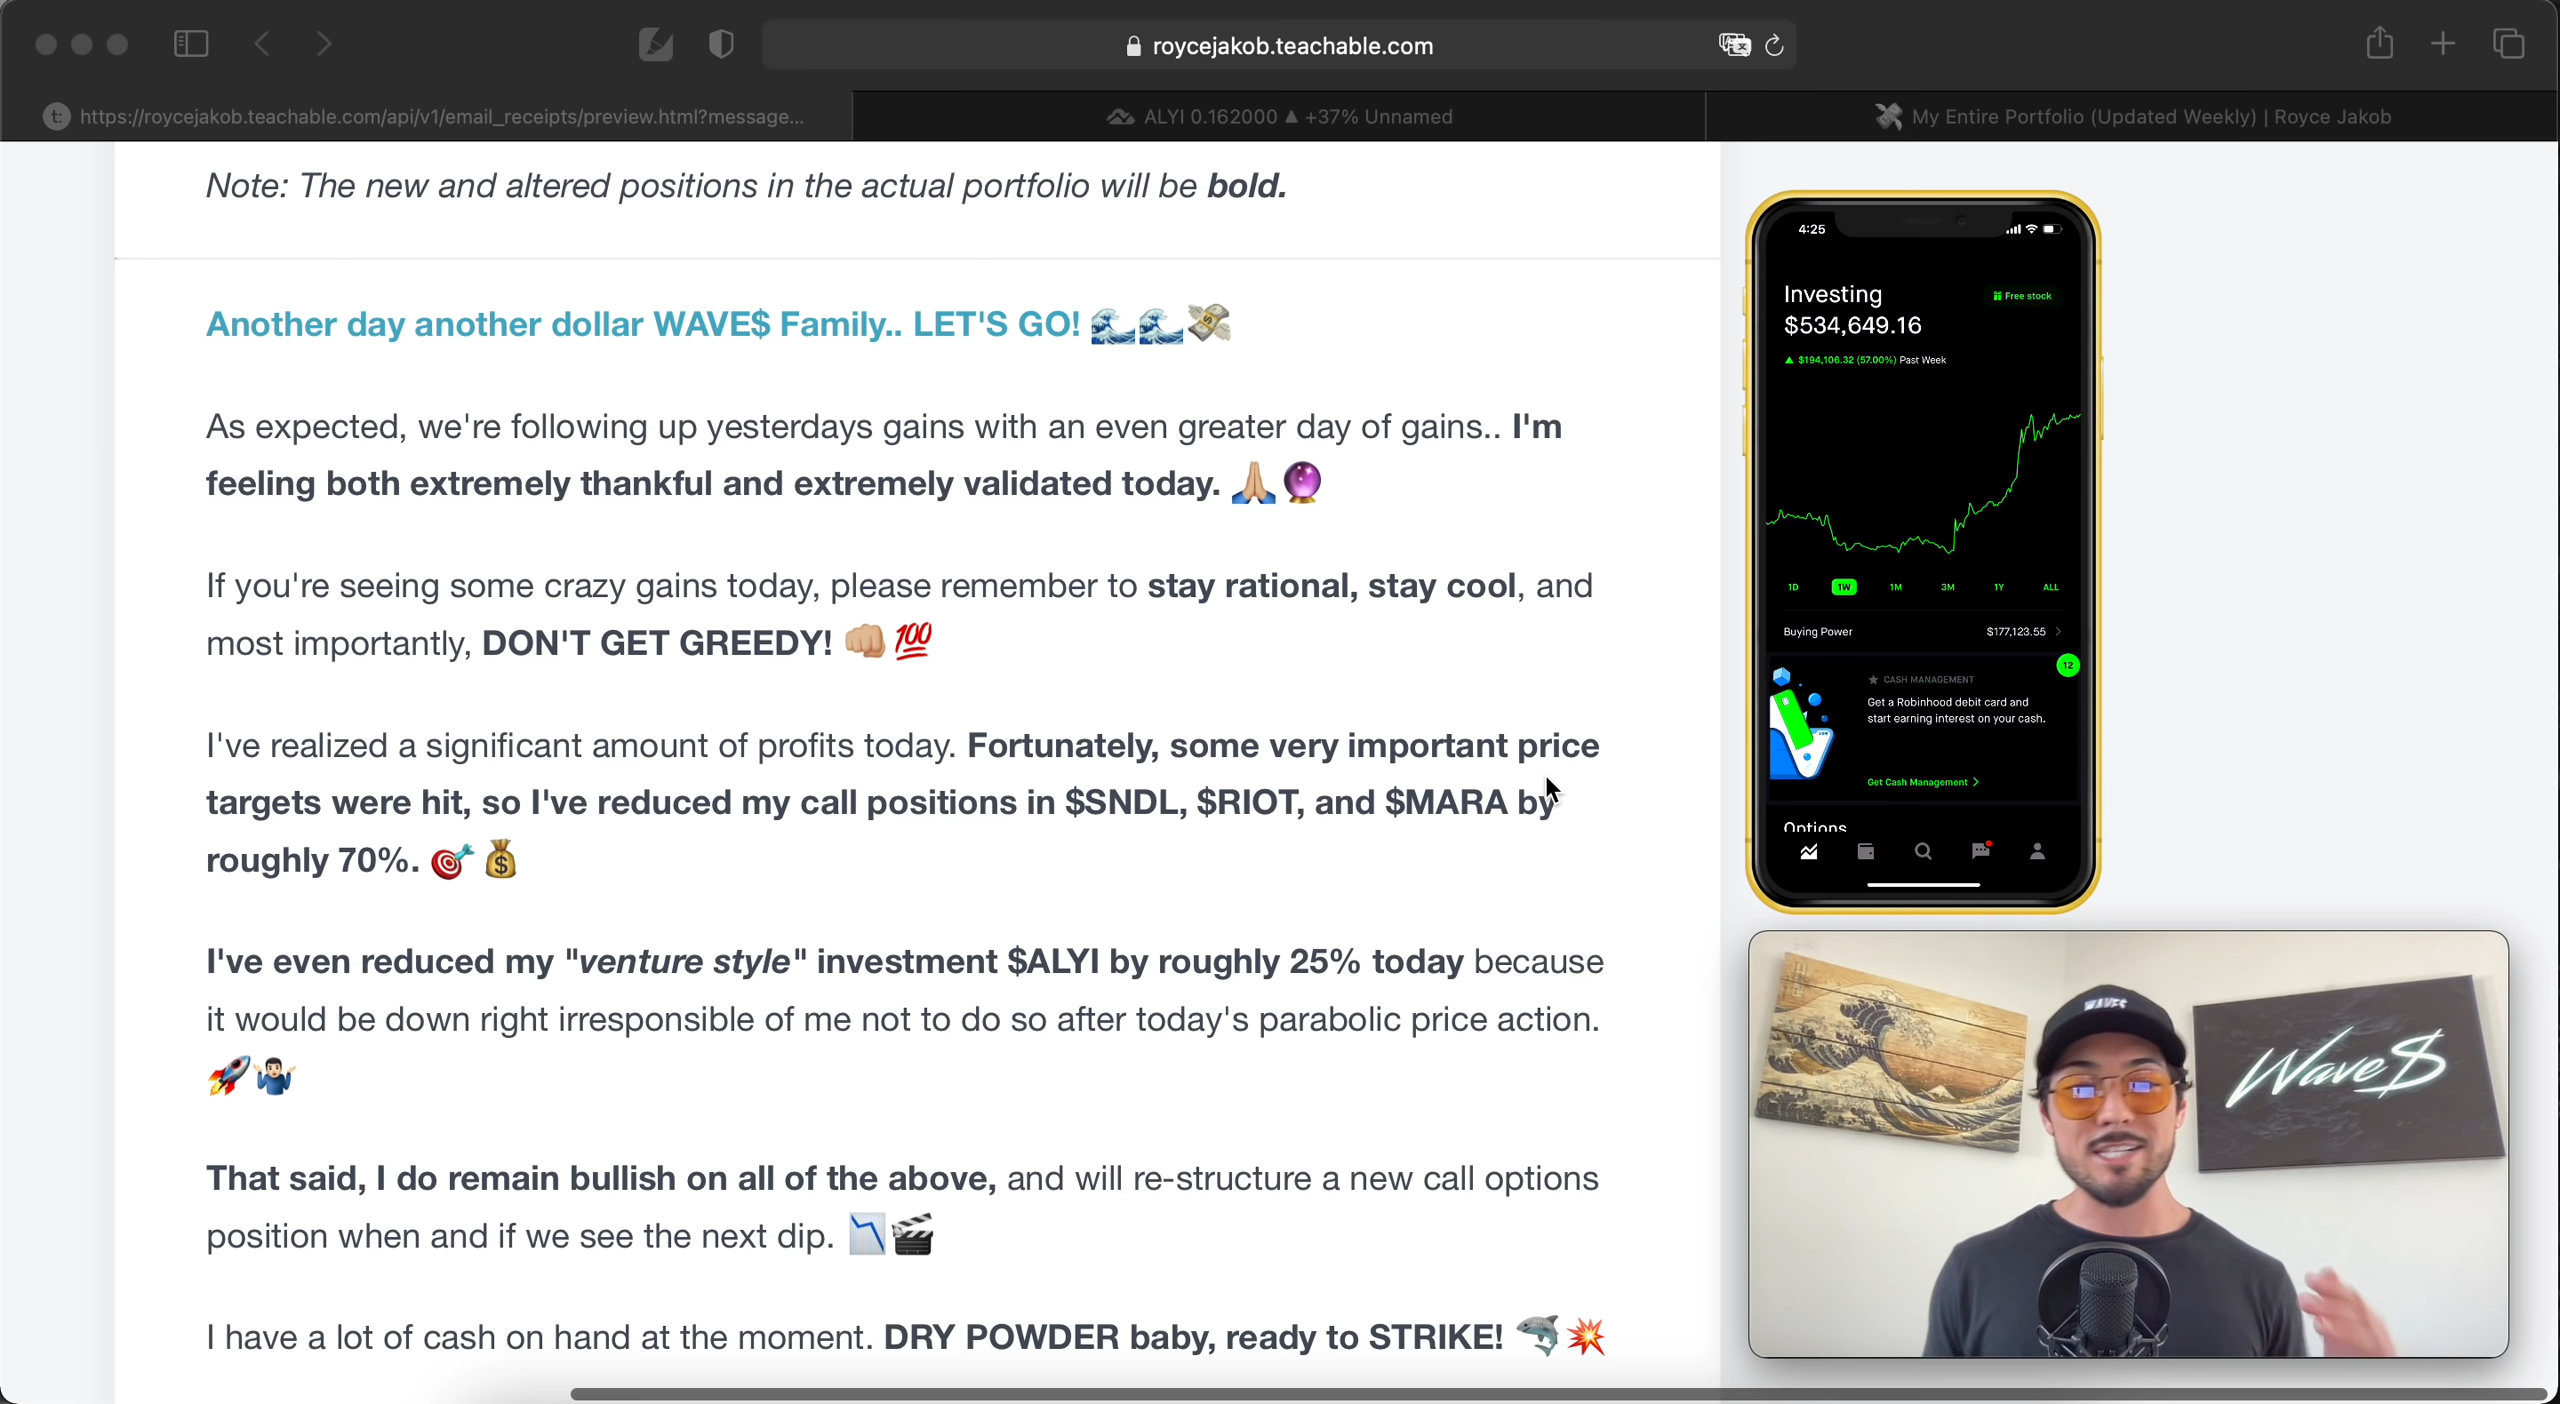 roycejakob.teachable.com
t: https://roycejakob.teachable.com/api/v1/email_receipts/preview.html?message...
ALYI 0.162000 ▲ +37% Unnamed
My Entire Portfolio (Updated Weekly) | Royce Jakob
Note: The new and altered positions in the actual portfolio will be bold.
Another day another dollar WAVE$ Family.. LET'S GO! 🌊🌊💸
As expected, we're following up yesterdays gains with an even greater day of gains.. I'm
feeling both extremely thankful and extremely validated today. 🙏🏼🔮
If you're seeing some crazy gains today, please remember to stay rational, stay cool, and
most importantly, DON'T GET GREEDY! 👊🏼💯
I've realized a significant amount of profits today. Fortunately, some very important price
targets were hit, so I've reduced my call positions in $SNDL, $RIOT, and $MARA by
roughly 70%. 🎯💰
I've even reduced my "venture style" investment $ALYI by roughly 25% today because
it would be down right irresponsible of me not to do so after today's parabolic price action.
🚀🤷🏻‍♂️
That said, I do remain bullish on all of the above, and will re-structure a new call options
position when and if we see the next dip. 📉🎬
I have a lot of cash on hand at the moment. DRY POWDER baby, ready to STRIKE! 🦈💥
4:25
Investing
Free stock
$534,649.16
▲ $194,106.32 (57.00%) Past Week
1D 1W 1M 3M 1Y ALL
Buying Power $177,123.55
12
CASH MANAGEMENT
Get a Robinhood debit card and
start earning interest on your cash.
Get Cash Management
Options
WAVE$
Wave$